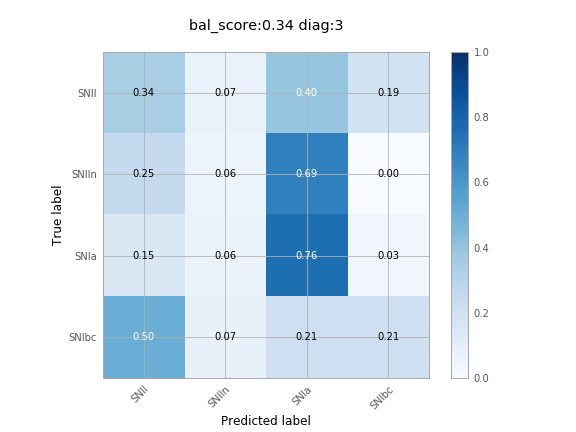 bal_score:0.34 diag:3
1.0
SNII 0.34 0.07 0.40 0.19
0.8
SNIIn 0.25 0.06 0.69 0.00
0.6
True label
0.4
SNIa 0.15 0.06 0.76 0.03
0.2
SNIbc 0.50 0.07 0.21 0.21
0.0
SNII SNIIn SNIa SNIbc
Predicted label